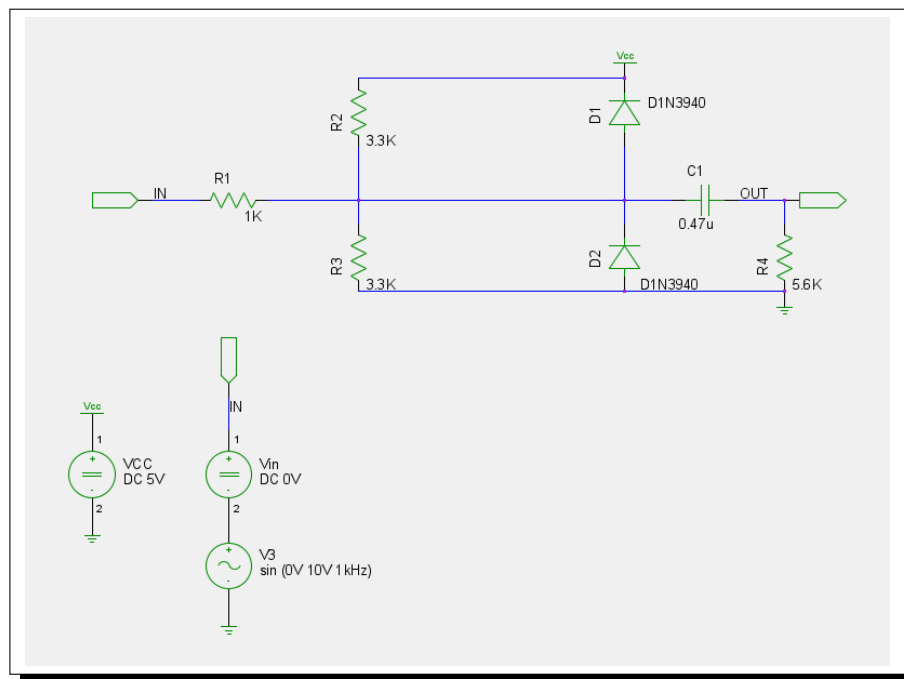 Vcc
D1
D1N3940
R2
3.3K
IN
R1
1K
C1
0.47u
OUT
R3
3.3K
D2
D1N3940
R4
5.6K
IN
Vcc
1
VCC
DC 5V
2
1
Vin
DC 0V
2
V3
sin (0V 10V 1kHz)